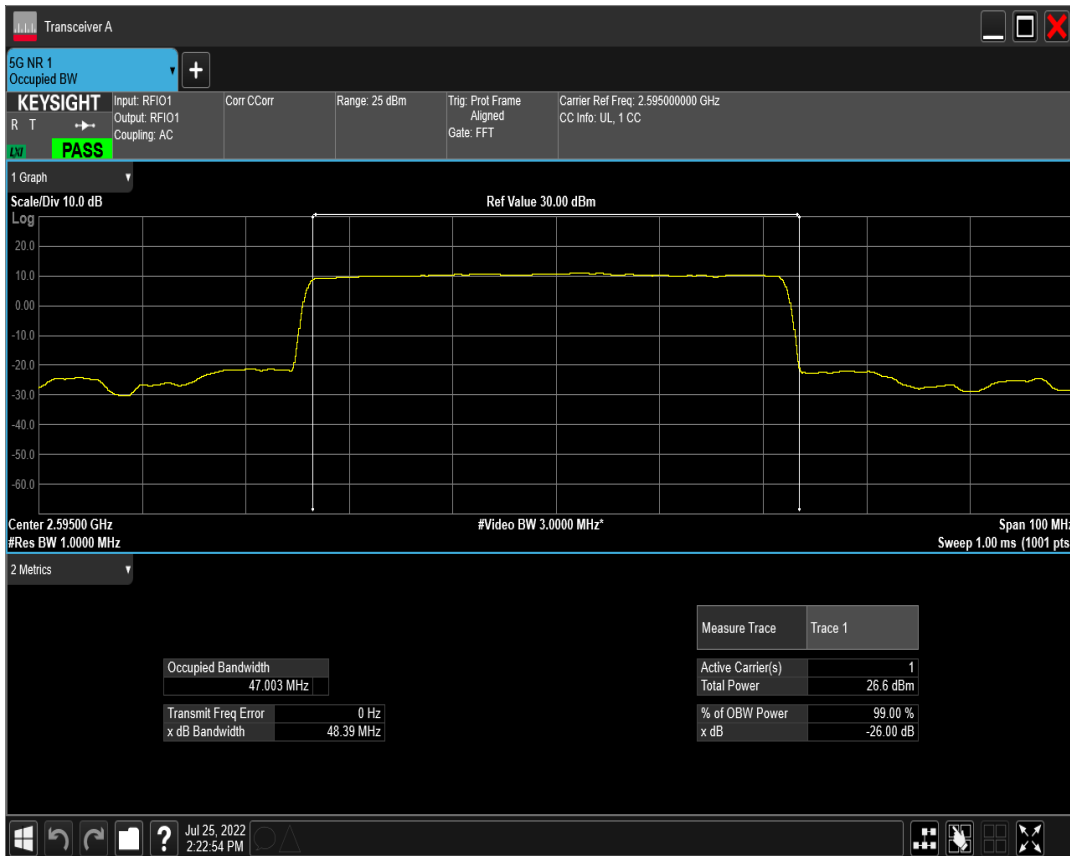 Transceiver A
5G NR 1
Occupied BW
KEYSIGHT
R T
LXI
PASS
Input: RFIO1
Output: RFIO1
Coupling: AC
Corr CCorr
Range: 25 dBm
Trig: Prot Frame
Aligned
Gate: FFT
Carrier Ref Freq: 2.595000000 GHz
CC Info: UL, 1 CC
1 Graph
Scale/Div 10.0 dB
Ref Value 30.00 dBm
Log
20.0
10.0
0.00
-10.0
-20.0
-30.0
-40.0
-50.0
-60.0
Center 2.59500 GHz
#Video BW 3.0000 MHz*
Span 100 MHz
#Res BW 1.0000 MHz
Sweep 1.00 ms (1001 pts
2 Metrics
Measure Trace Trace 1
Occupied Bandwidth
47.003 MHz
Active Carrier(s) 1
Total Power 26.6 dBm
Transmit Freq Error 0 Hz
x dB Bandwidth 48.39 MHz
% of OBW Power 99.00 %
x dB -26.00 dB
?
Jul 25, 2022
2:22:54 PM